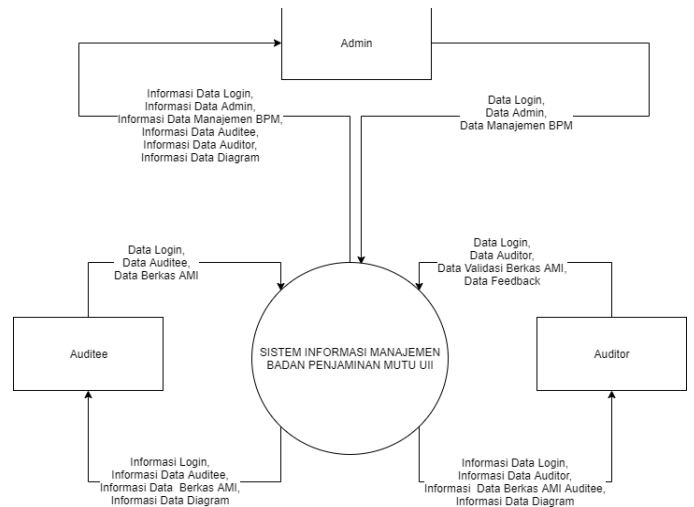 Admin
Informasi Data Login,
Informasi Data Admin,
Informasi Data Manajemen BPM,
Informasi Data Auditee,
Informasi Data Auditor,
Informasi Data Diagram
Data Login,
Data Admin,
Data Manajemen BPM
Data Login,
Data Auditee,
Data Berkas AMI
Data Login,
Data Auditor,
Data Validasi Berkas AMI,
Data Feedback
Auditee
SISTEM INFORMASI MANAJEMEN
BADAN PENJAMINAN MUTU UII
Auditor
Informasi Login,
Informasi Data Auditee,
Informasi Data Berkas AMI,
Informasi Data Diagram
Informasi Data Login,
Informasi Data Auditor,
Informasi Data Berkas AMI Auditee,
Informasi Data Diagram